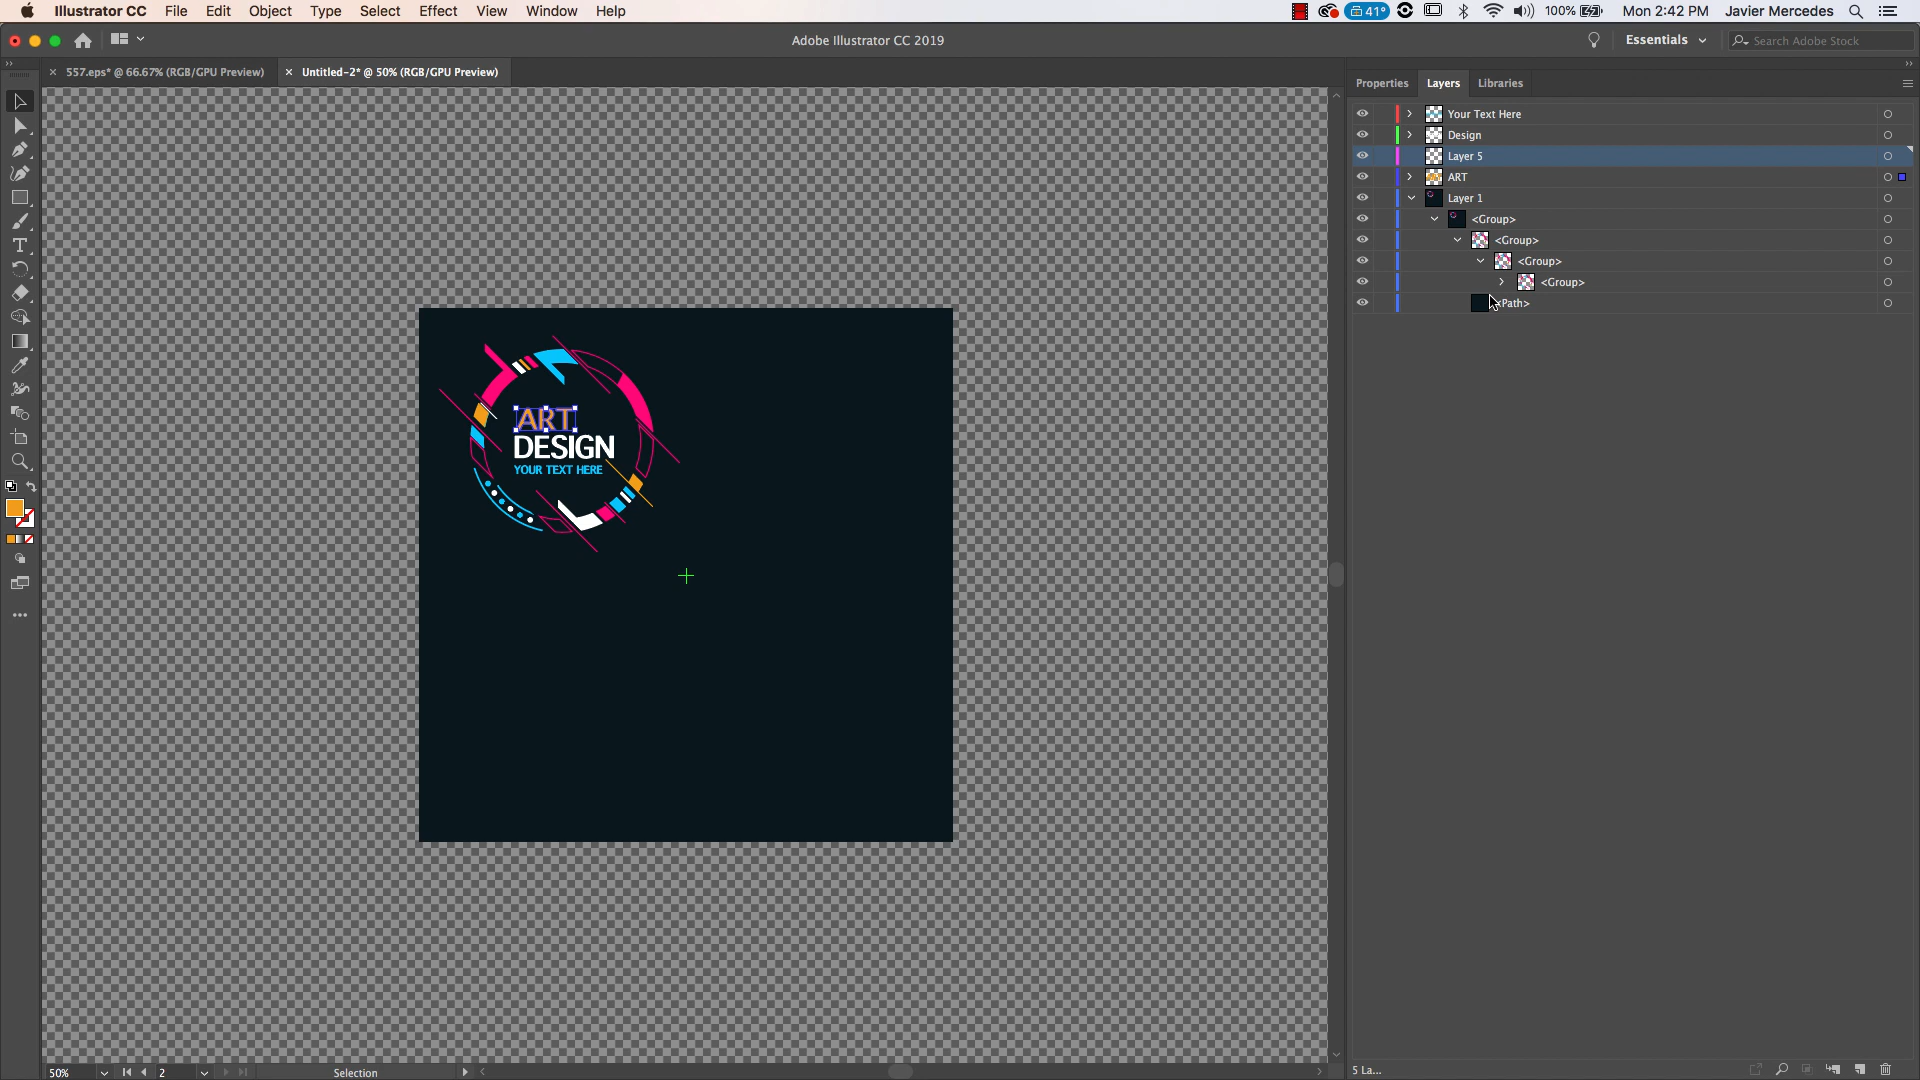 Illustrator CC File Edit Object Type Select Effect View Window Help
41° 100% Mon 2:42 PM Javier Mercedes
Adobe Illustrator CC 2019
Essentials
Search Adobe Stock
557.eps* @ 66.67% (RGB/GPU Preview)
Untitled-2* @ 50% (RGB/GPU Preview)
Properties Layers Libraries
Your Text Here
Design
Layer 5
ART
Layer 1
<Group>
<Group>
<Group>
<Group>
<Path>
ART
DESIGN
YOUR TEXT HERE
50% 2 Selection
5 La...